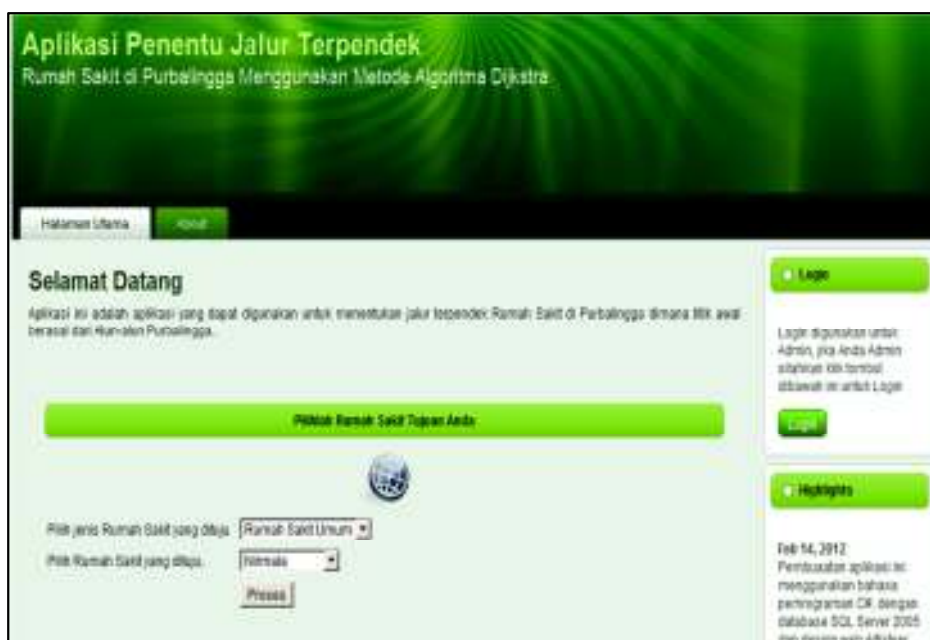 Aplikasi Penentu Jalur Terpendek
Rumah Sakit di Purbalingga Menggunakan Metode Algoritma Dijkstra
Halaman Utama
About
Selamat Datang
Aplikasi ini adalah aplikasi yang dapat digunakan untuk menentukan jalur terpendek Rumah Sakit di Purbalingga dimana titik awal
berasal dari Alun-alun Purbalingga.
Pilihlah Rumah Sakit Tujuan Anda
Pilih jenis Rumah Sakit yang dituju
Rumah Sakit Umum
Pilih Rumah Sakit yang dituju
Nirmala
Proses
Login
Login digunakan untuk
Admin, jika Anda Admin
silahkan klik tombol
dibawah ini untuk Login
Login
Highlights
Feb 14, 2012
Pembuatan aplikasi ini
menggunakan bahasa
pemrograman C# dengan
database SQL Server 2005
dan desain web